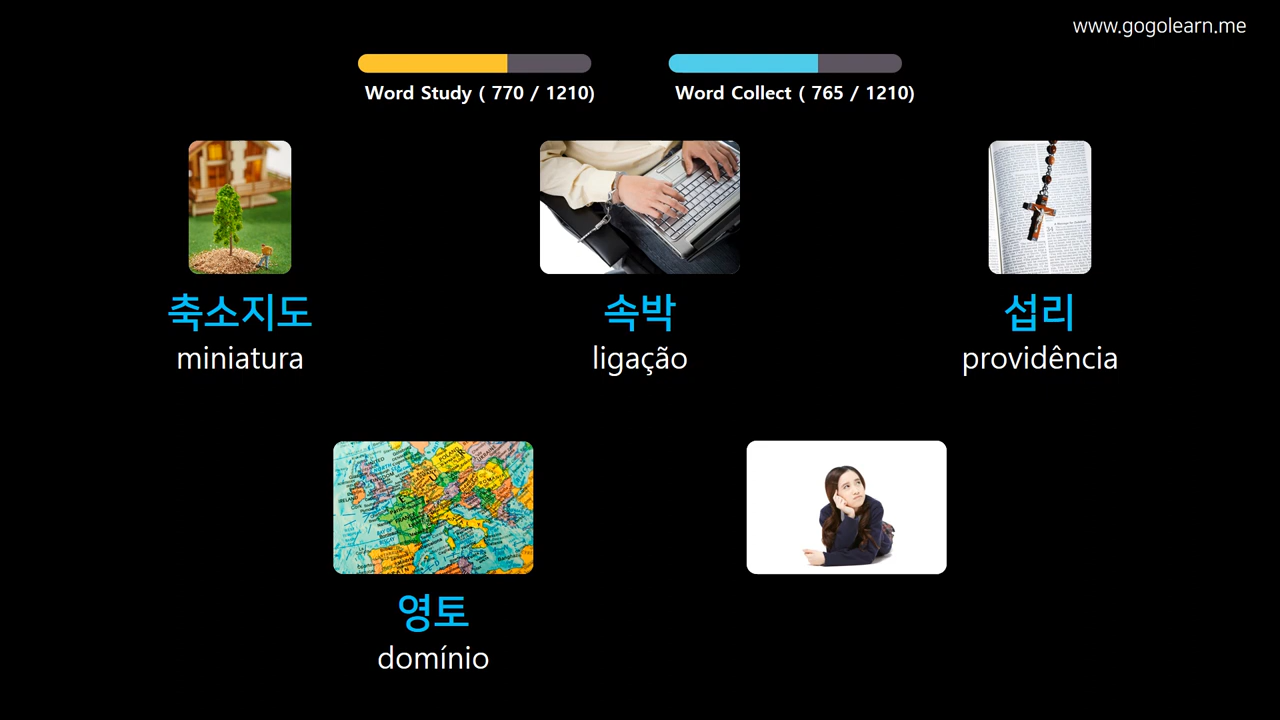 www.gogolearn.me
Word Study ( 770 / 1210)
Word Collect ( 765 / 1210)
축소지도
miniatura
속박
ligação
섭리
providência
영토
domínio